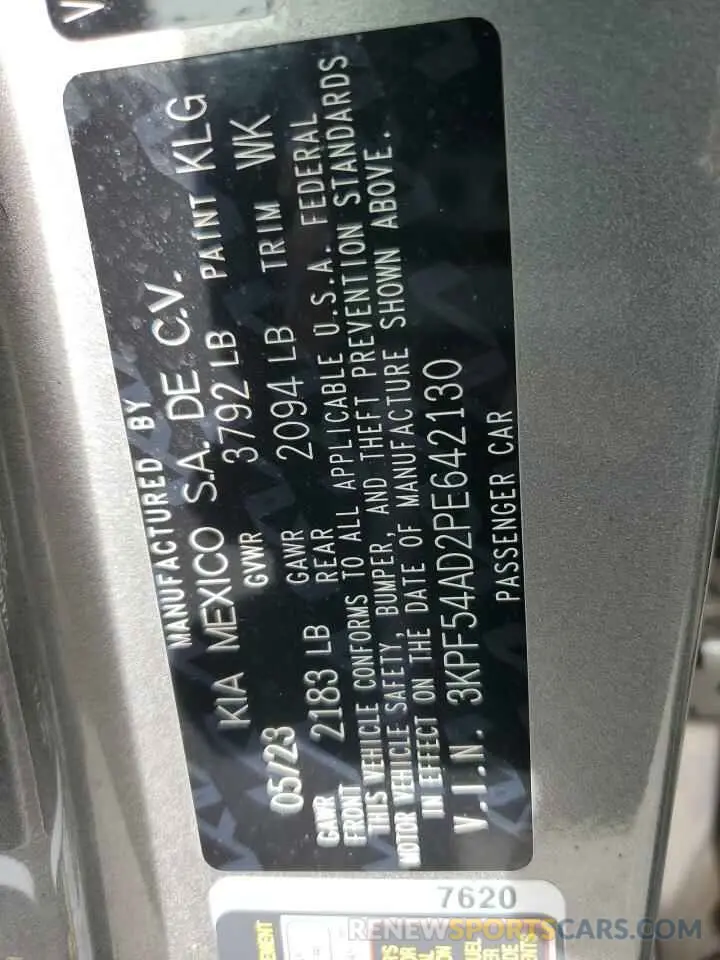 V
MANUFACTURED BY
KIA MEXICO S.A. DE C.V.
05/23 GVWR 3792 LB PAINT KLG
GAWR FRONT 2183 LB GAWR REAR 2094 LB TRIM WK
THIS VEHICLE CONFORMS TO ALL APPLICABLE U.S.A. FEDERAL
MOTOR VEHICLE SAFETY, BUMPER, AND THEFT PREVENTION STANDARDS
IN EFFECT ON THE DATE OF MANUFACTURE SHOWN ABOVE.
V.I.N. 3KPF54AD2PE642130
PASSENGER CAR
7620
RENEWSPORTSCARS.COM